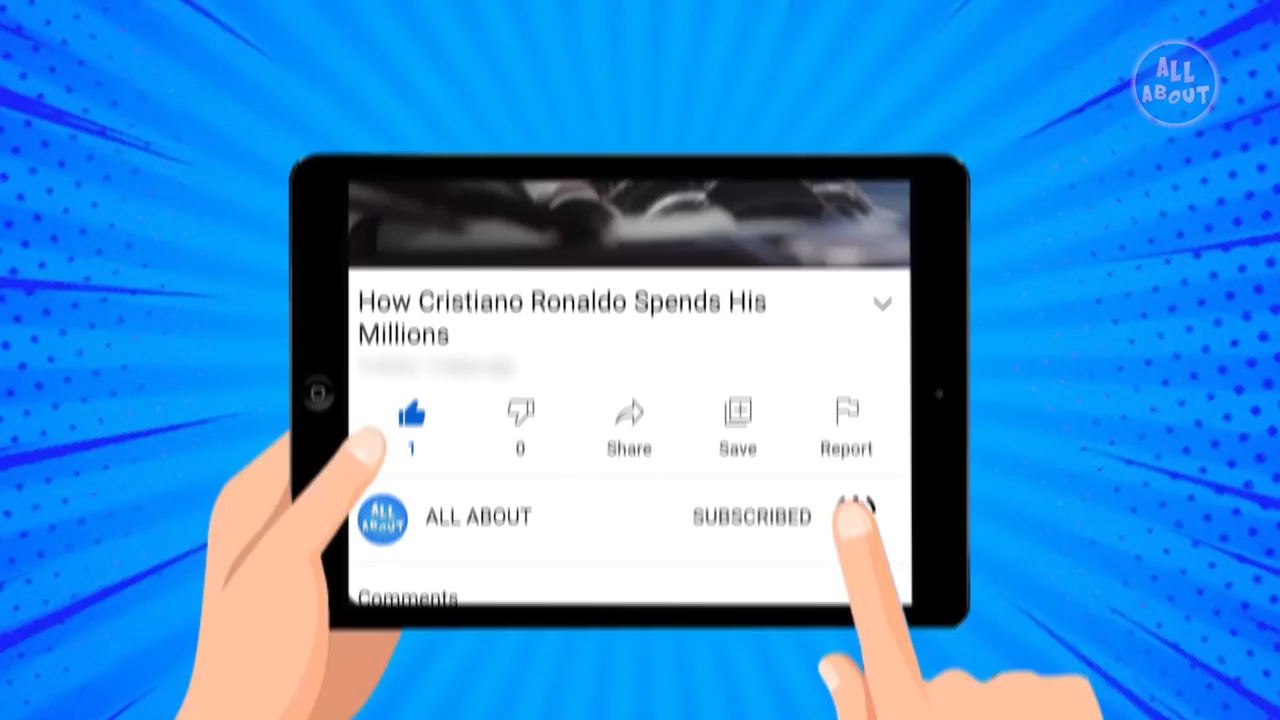 ALL
ABOUT
How Cristiano Ronaldo Spends His
Millions
1
0
Share
Save
Report
ALL
ABOUT
ALL ABOUT
SUBSCRIBED
Comments